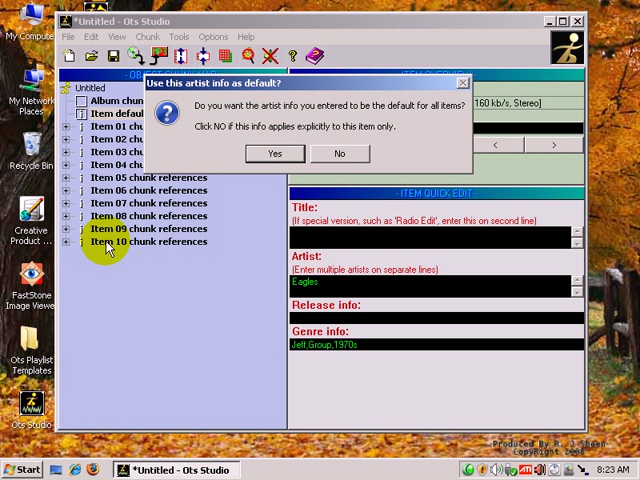 *Untitled - Ots Studio
File Edit View Chunk Tools Options Help
My Compute
My Network
Places
Recycle Bin
Creative
Product ...
FastStone
Image Viewer
Ots Playlist
Templates
Ots Studio
Untitled
Album chun
Item defaul
Item 01 chun
Item 02 chun
Item 03 chun
Item 04 chun
Item 05 chunk references
Item 06 chunk references
Item 07 chunk references
Item 08 chunk references
Item 09 chunk references
Item 10 chunk references
Use this artist info as default?
Do you want the artist info you entered to be the default for all items?
Click NO if this info applies explicitly to this item only.
Yes No
160 kb/s, Stereo]
< >
- ITEM QUICK EDIT -
Title:
(If special version, such as 'Radio Edit', enter this on second line)
Artist:
(Enter multiple artists on separate lines)
Eagles
Release info:
Genre info:
Jeff,Group,1970s
Produced By R. J Sheen
CopyRight 2008
Start
*Untitled - Ots Studio
8:23 AM